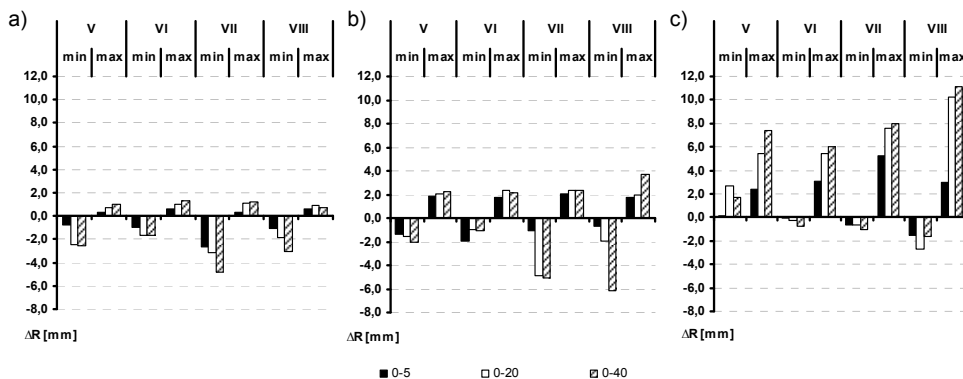 a)
V VI VII VIII
min max min max min max min max
12,0
10,0
8,0
6,0
4,0
2,0
0,0
-2,0
-4,0
-6,0
-8,0
ΔR [mm]
b)
V VI VII VIII
min max min max min max min max
12,0
10,0
8,0
6,0
4,0
2,0
0,0
-2,0
-4,0
-6,0
-8,0
ΔR [mm]
c)
V VI VII VIII
min max min max min max min max
12,0
10,0
8,0
6,0
4,0
2,0
0,0
-2,0
-4,0
-6,0
-8,0
ΔR [mm]
0-5 0-20 0-40